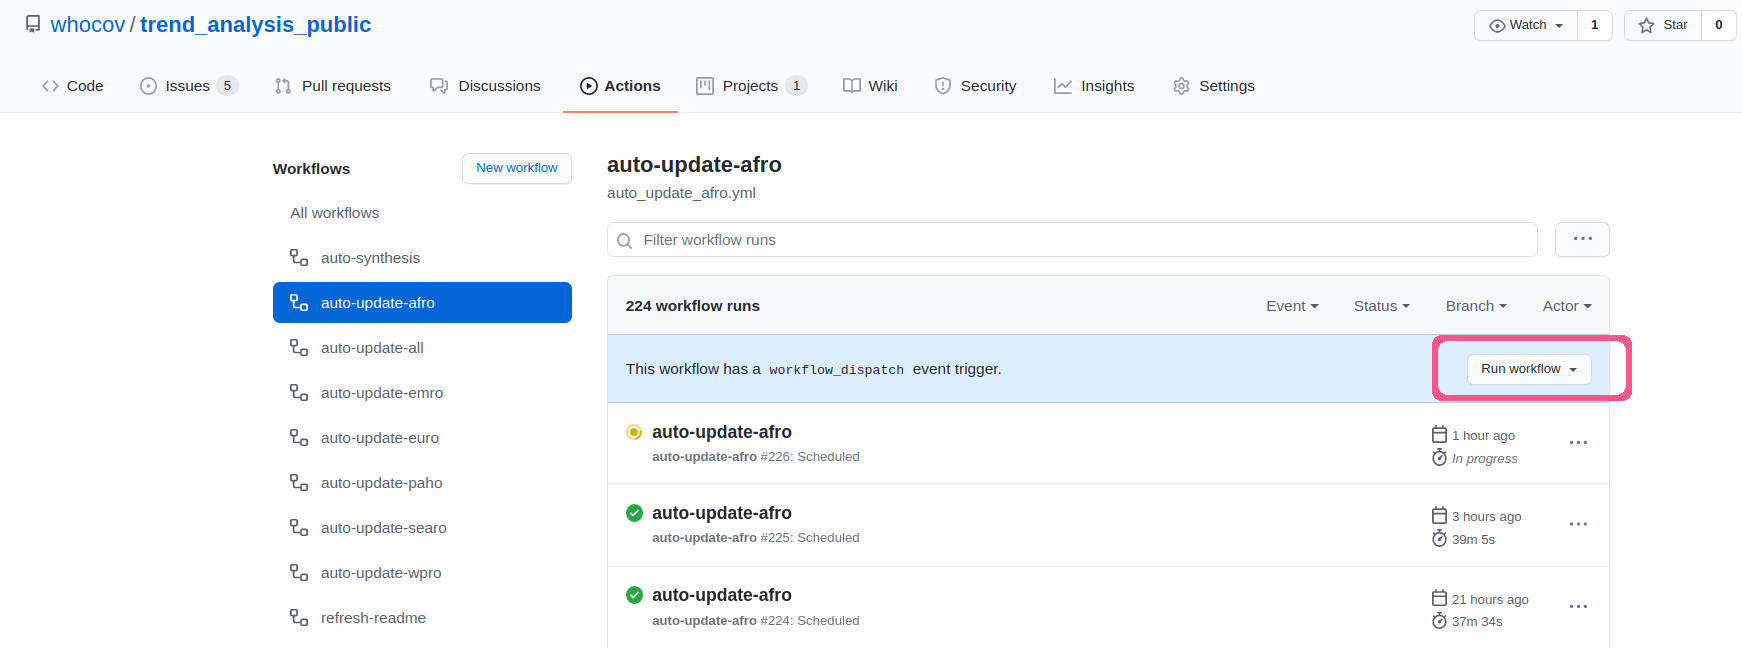 whocov / trend_analysis_public
Watch 1 Star 0
Code Issues 5 Pull requests Discussions Actions Projects 1 Wiki Security Insights Settings
Workflows New workflow
All workflows
auto-synthesis
auto-update-afro
auto-update-all
auto-update-emro
auto-update-euro
auto-update-paho
auto-update-searo
auto-update-wpro
refresh-readme
auto-update-afro
auto_update_afro.yml
Filter workflow runs
224 workflow runs Event Status Branch Actor
This workflow has a workflow_dispatch event trigger. Run workflow
auto-update-afro
auto-update-afro #226: Scheduled
1 hour ago
In progress
auto-update-afro
auto-update-afro #225: Scheduled
3 hours ago
39m 5s
auto-update-afro
auto-update-afro #224: Scheduled
21 hours ago
37m 34s